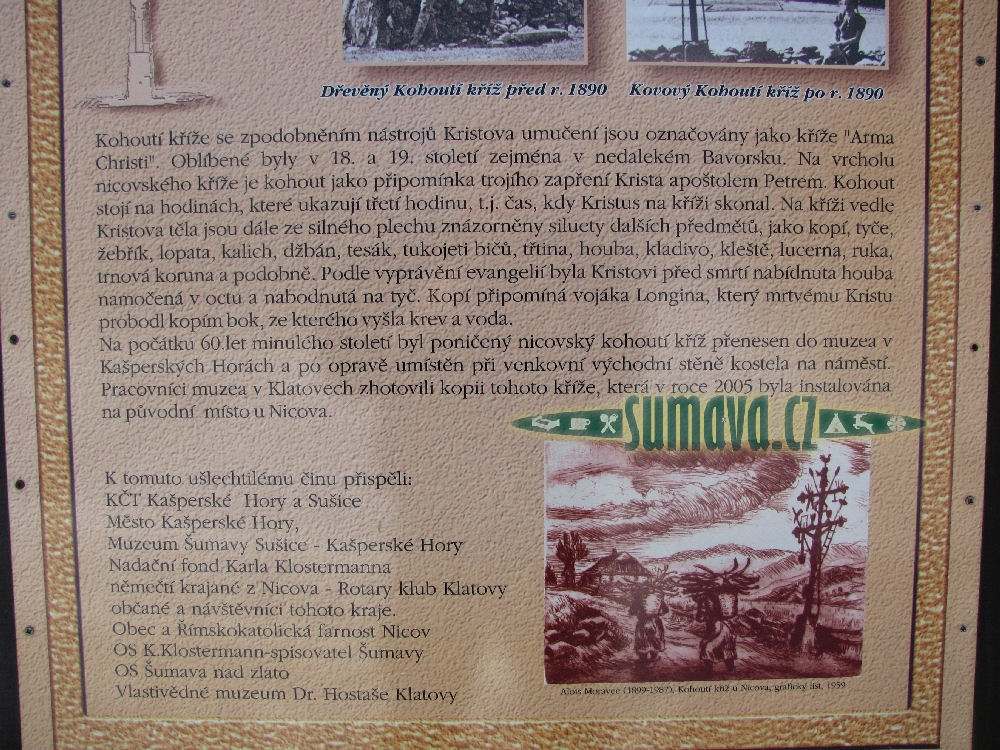 Dřevěný Kohoutí kříž před r. 1890 Kovový Kohoutí kříž po r. 1890
Kohoutí kříže se zpodobněním nástrojů Kristova umučení jsou označovány jako kříže "Arma
Christi". Oblíbené byly v 18. a 19. století zejména v nedalekém Bavorsku. Na vrcholu
nicovského kříže je kohout jako připomínka trojího zapření Krista apoštolem Petrem. Kohout
stojí na hodinách, které ukazují třetí hodinu, t.j. čas, kdy Kristus na kříži skonal. Na kříži vedle
Kristova těla jsou dále ze silného plechu znázorněny siluety dalších předmětů, jako kopí, tyče,
žebřík, lopata, kalich, džbán, tesák, tukojeti bičů, třtina, houba, kladivo, kleště, lucerna, ruka,
trnová koruna a podobně. Podle vyprávění evangelií byla Kristovi před smrtí nabídnuta houba
namočená v octu a nabodnutá na tyč. Kopí připomíná vojáka Longina, který mrtvému Kristu
probodl kopím bok, ze kterého vyšla krev a voda.
Na počátku 60.let minulého století byl poničený nicovský kohoutí kříž přenesen do muzea v
Kašperských Horách a po opravě umístěn při venkovní východní stěně kostela na náměstí.
Pracovníci muzea v Klatovech zhotovili kopii tohoto kříže, která v roce 2005 byla instalována
na původní místo u Nicova.
sumava.cz
K tomuto ušlechtilému činu přispěli:
KČT Kašperské Hory a Sušice
Město Kašperské Hory,
Muzeum Šumavy Sušice - Kašperské Hory
Nadační fond Karla Klostermanna
němečtí krajané z Nicova - Rotary klub Klatovy
občané a návštěvníci tohoto kraje.
Obec a Římskokatolická farnost Nicov
OS K.Klostermann-spisovatel Šumavy
OS Šumava nad zlato
Vlastivědné muzeum Dr. Hostaše Klatovy
Alois Moravec (1899-1987), Kohoutí kříž u Nicova, grafický list, 1959